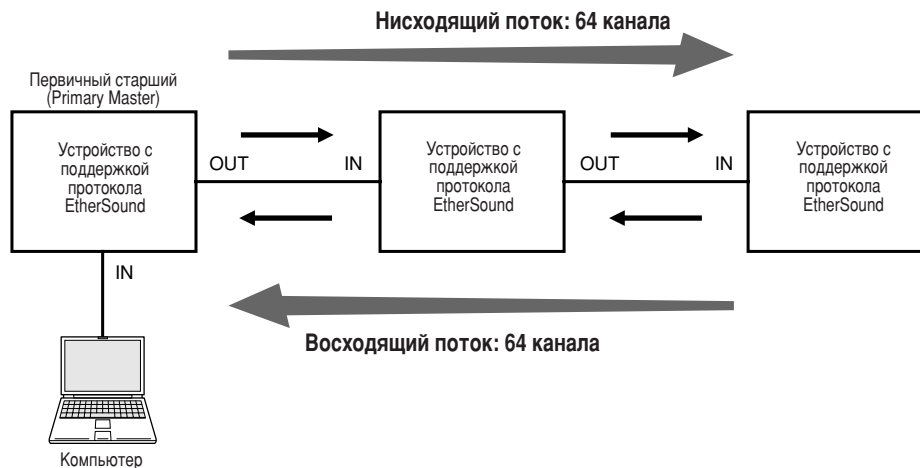 Нисходящий поток: 64 канала
Первичный старший
(Primary Master)
Устройство с
поддержкой
протокола
EtherSound
OUT
IN
Устройство с
поддержкой
протокола
EtherSound
OUT
IN
Устройство с
поддержкой
протокола
EtherSound
IN
Восходящий поток: 64 канала
Компьютер